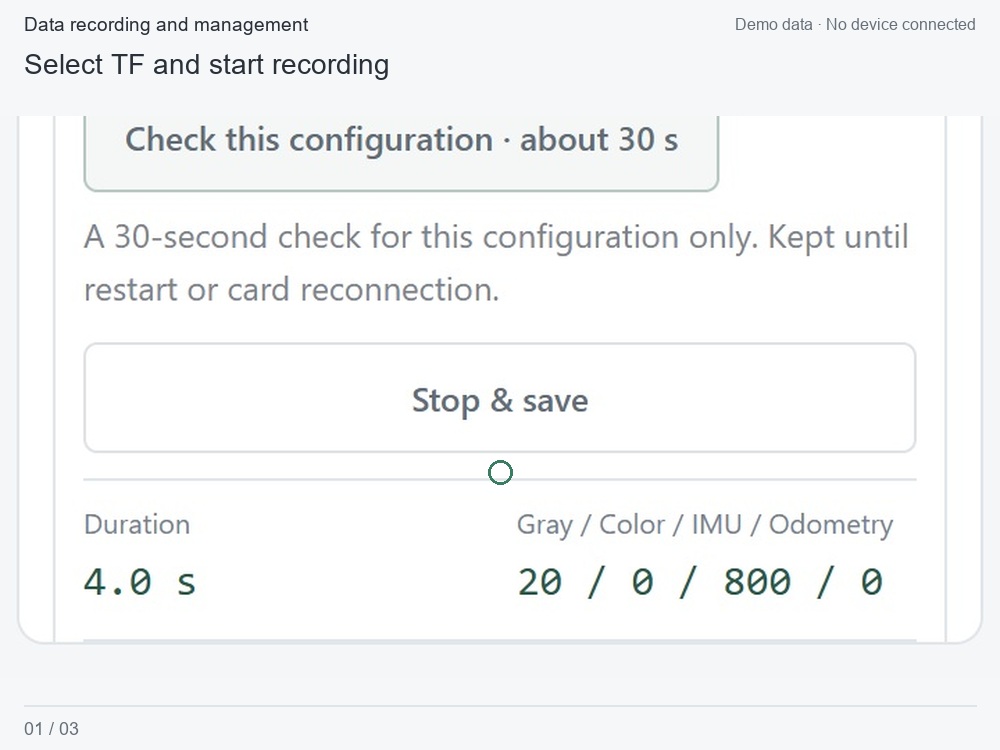 Data recording and management
Demo data · No device connected
Select TF and start recording
Check this configuration · about 30 s
A 30-second check for this configuration only. Kept until
restart or card reconnection.
Stop & save
Duration
Gray / Color / IMU / Odometry
4.0 s
20 / 0 / 800 / 0
01 / 03